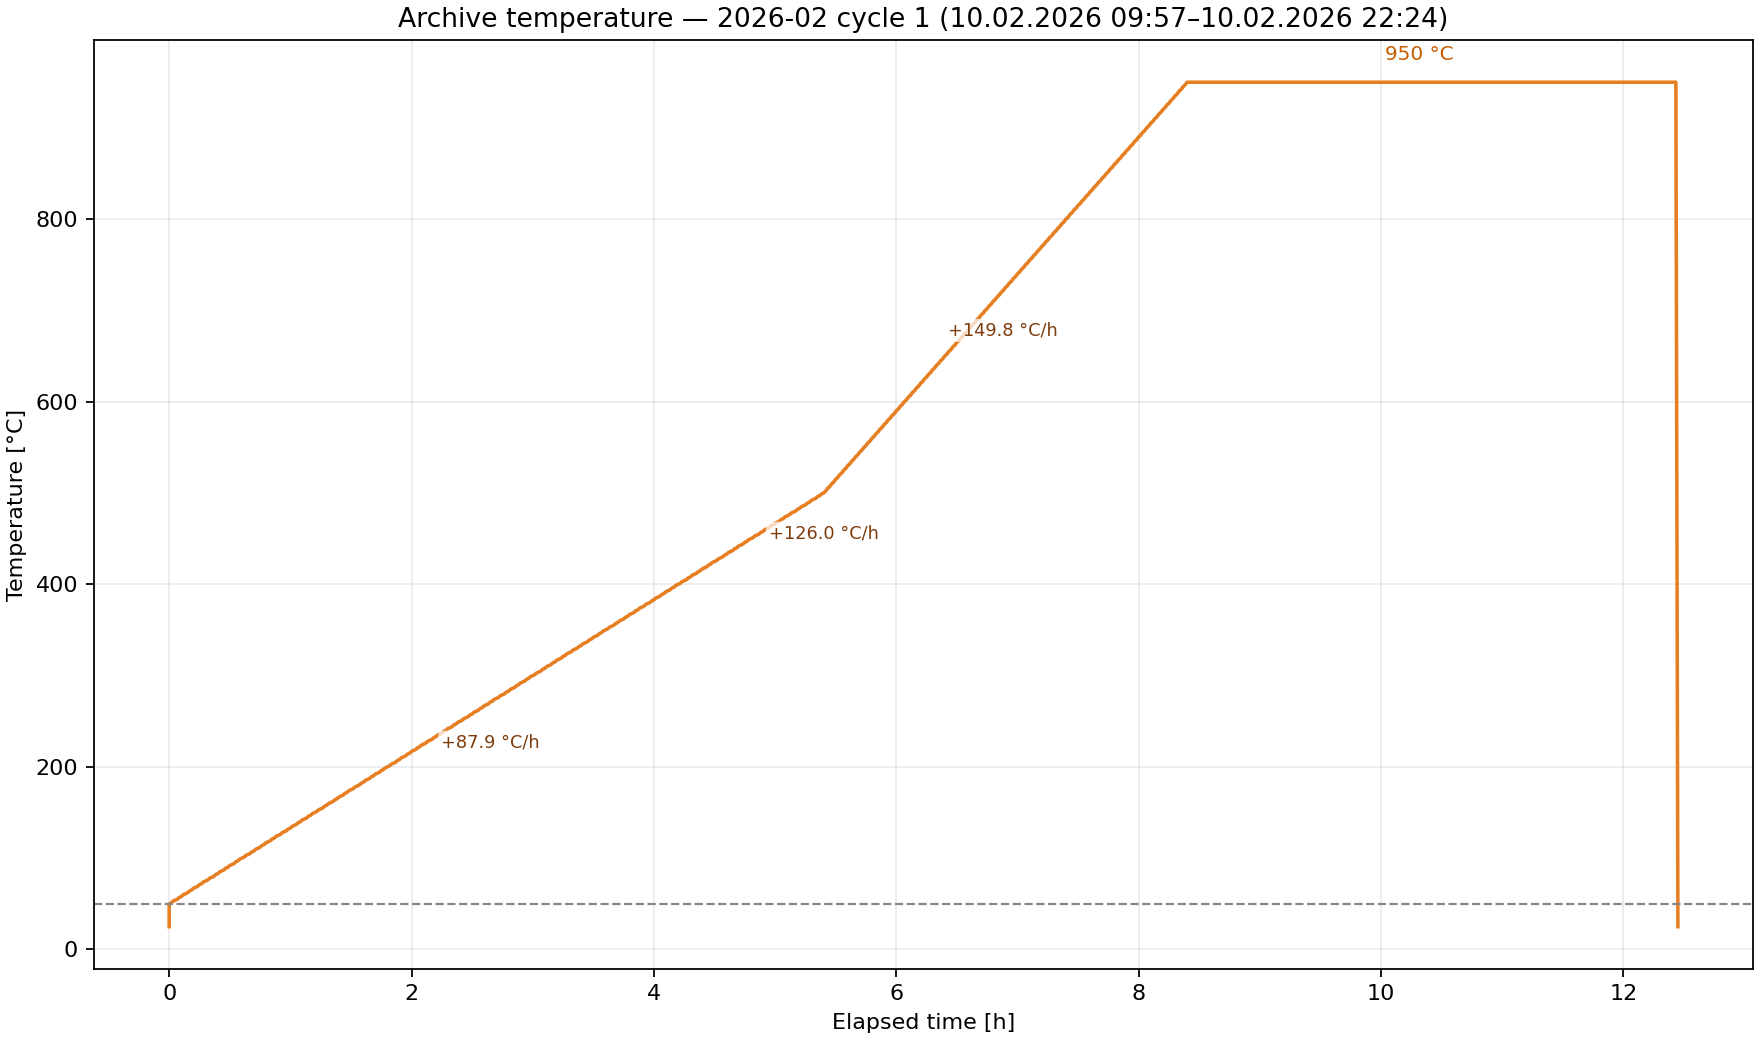 Archive temperature — 2026-02 cycle 1 (10.02.2026 09:57–10.02.2026 22:24)
950 °C
800
+149.8 °C/h
600
+126.0 °C/h
400
+87.9 °C/h
200
0
Temperature [°C]
0 2 4 6 8 10 12
Elapsed time [h]